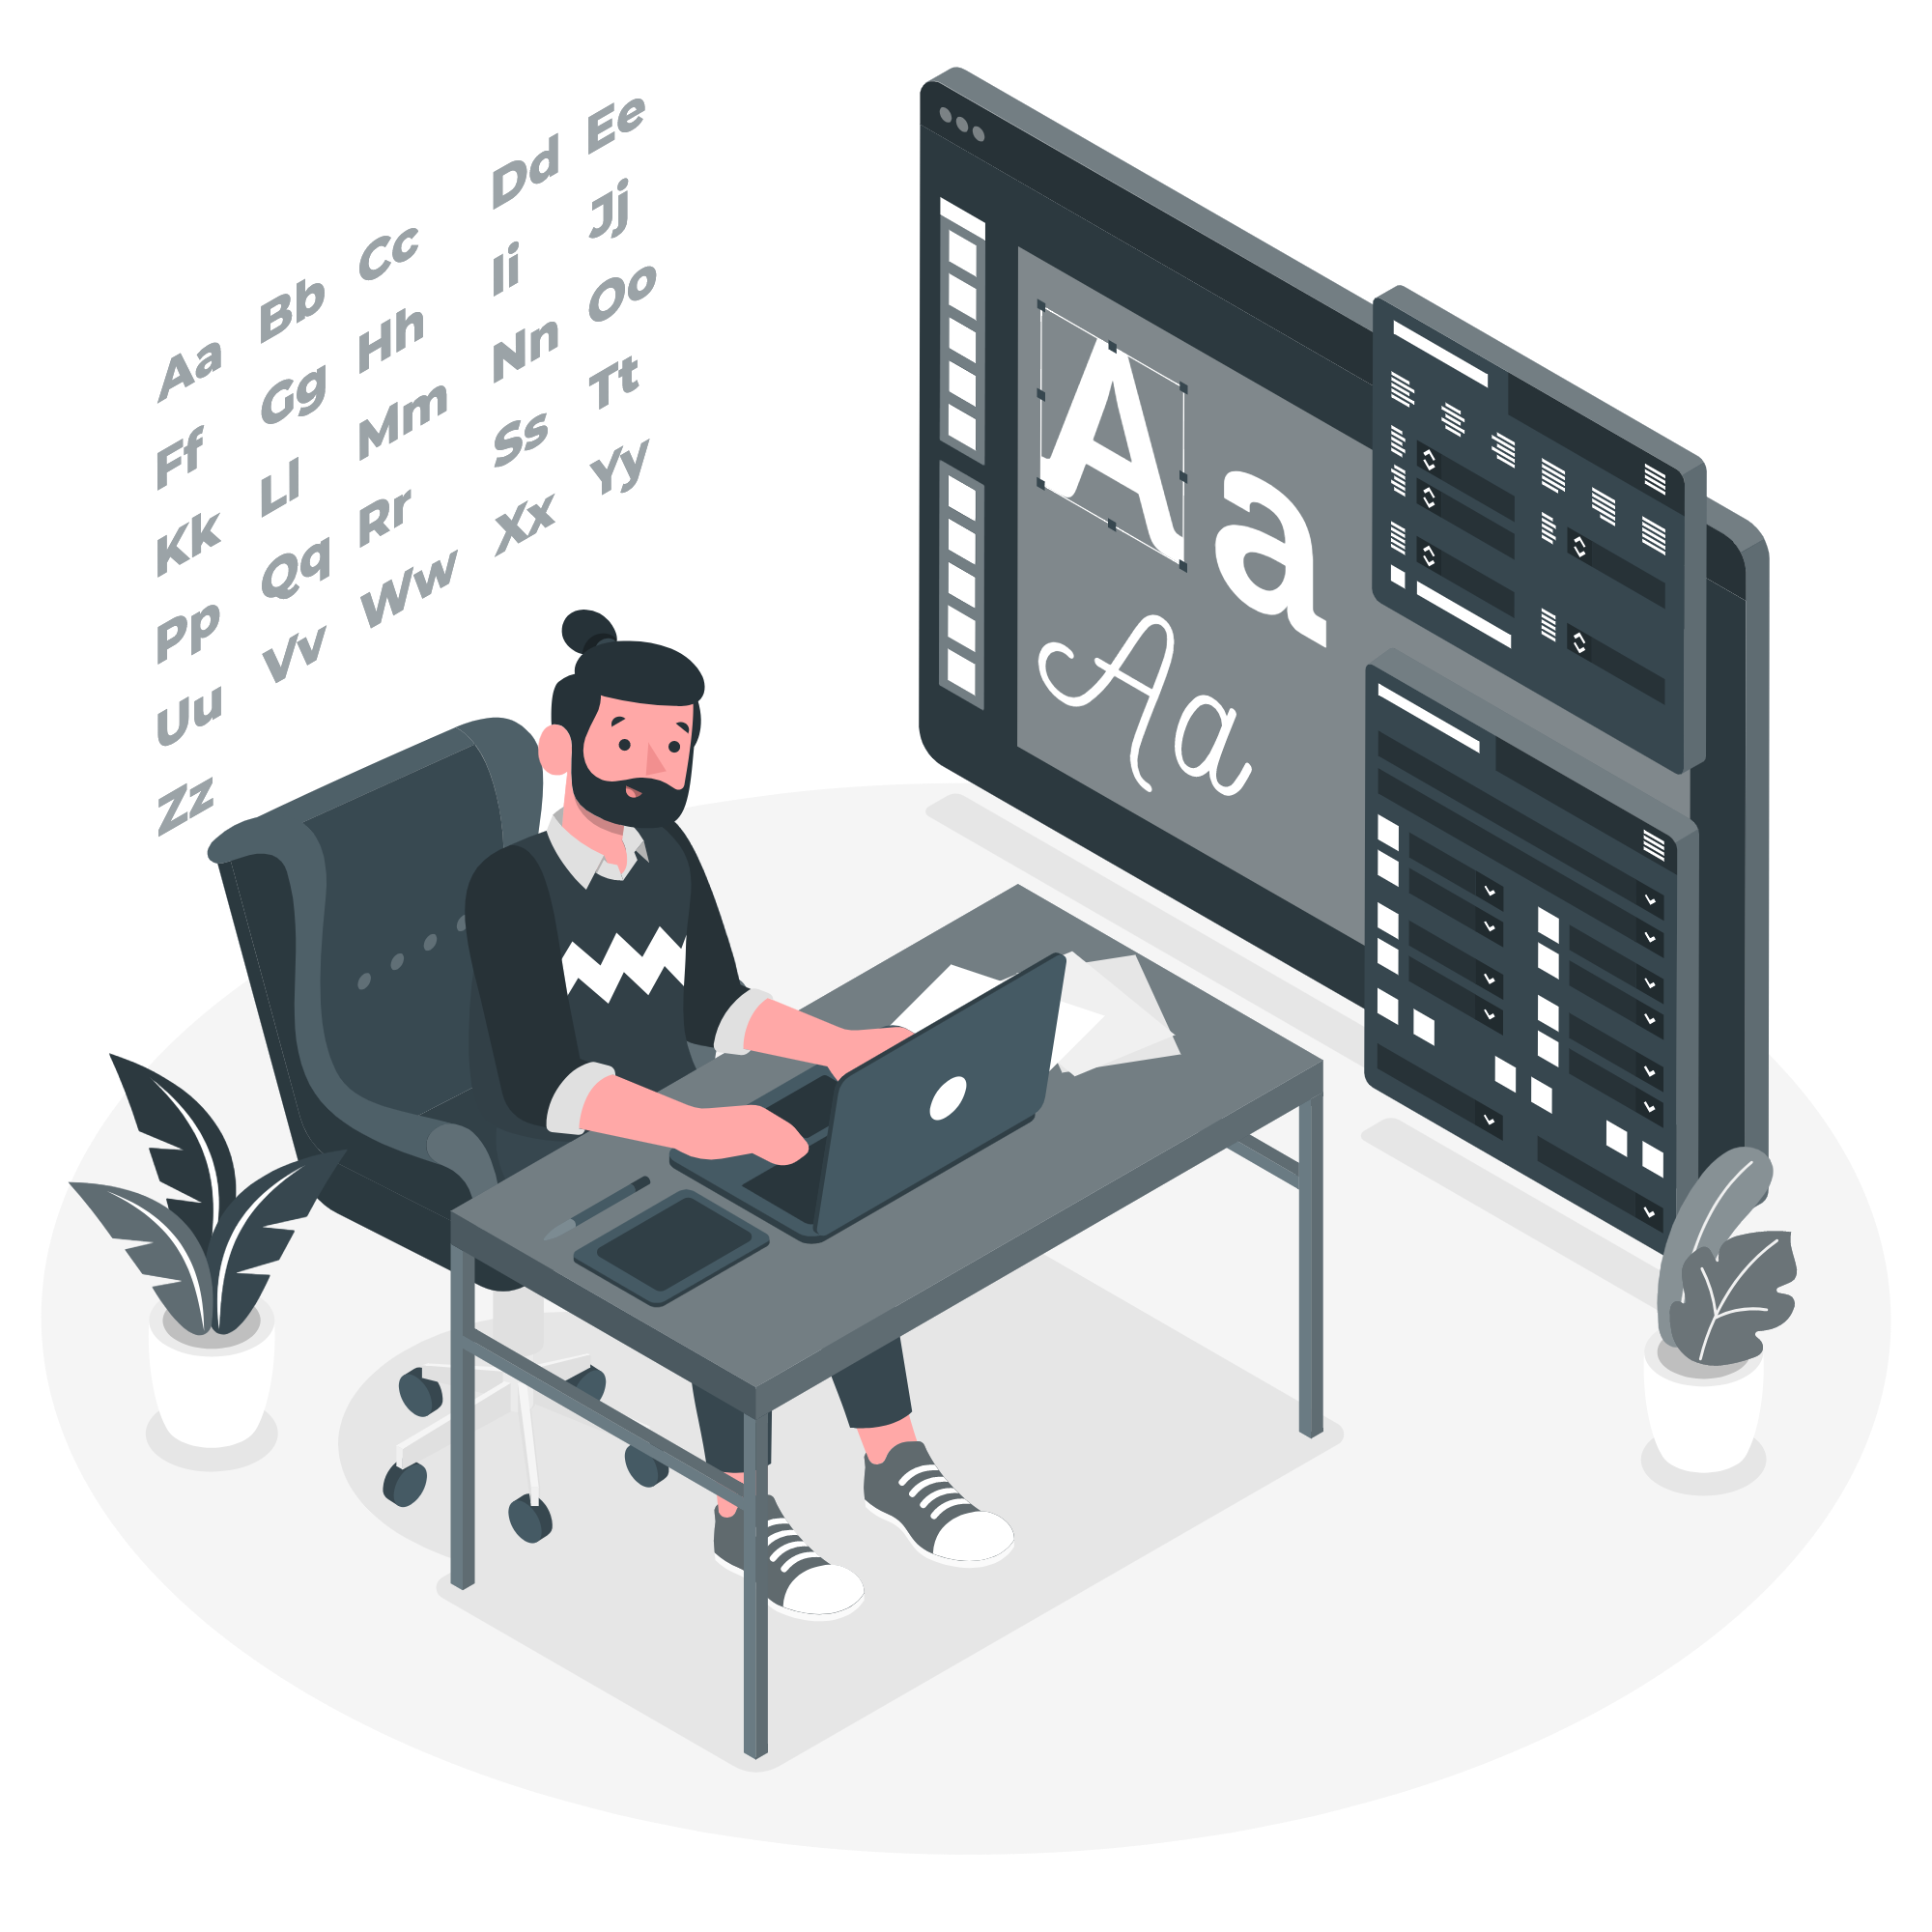 Aa Bb Cc Dd Ee
Ff Gg Hh Ii Jj
Kk Ll Mm Nn Oo
Pp Qq Rr Ss Tt
Uu Vv Ww Xx Yy
Zz
Aa
Aa